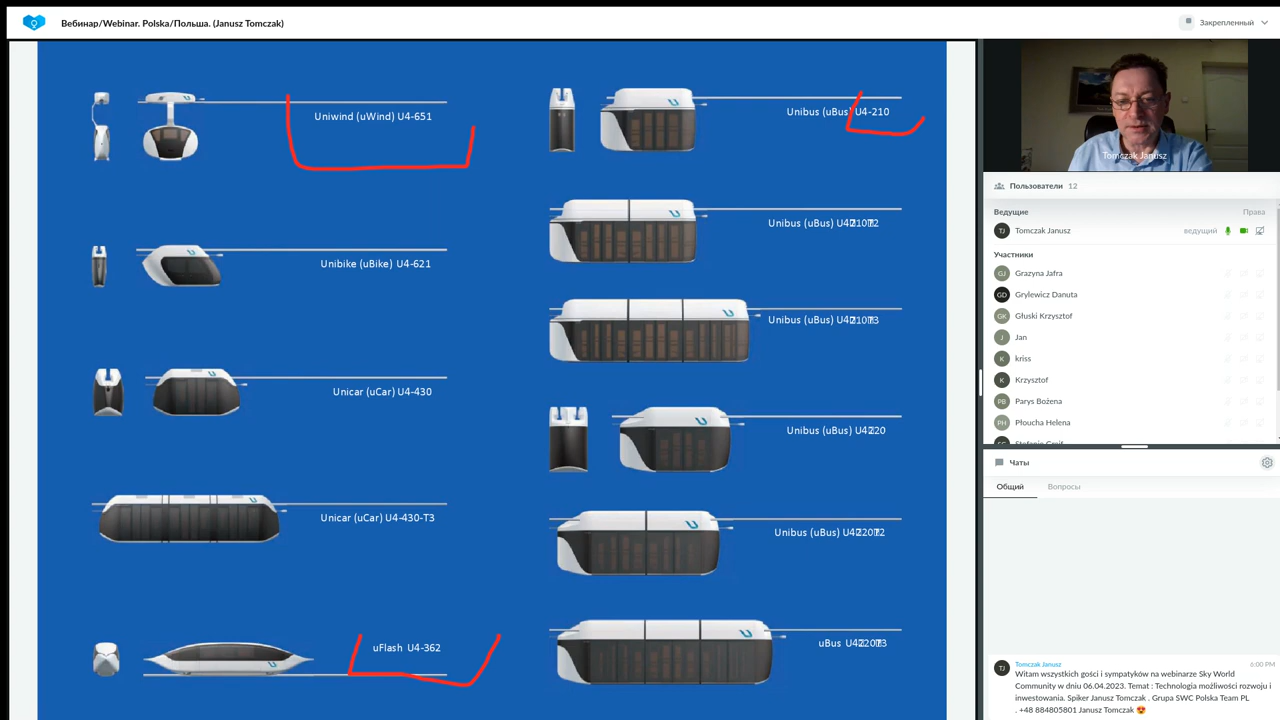 Вебинар/Webinar. Polska/Польша. (Janusz Tomczak)
Закрепленный
Uniwind (uWind) U4-651
Unibike (uBike) U4-621
Unicar (uCar) U4-430
Unicar (uCar) U4-430-T3
uFlash U4-362
Unibus (uBus) U4-210
Unibus (uBus)
Unibus (uBus)
Unibus (uBus)
Unibus (uBus)
uBus
Tomczak Janusz
Пользователи 12
Ведущие Права
TJ Tomczak Janusz ведущий
Участники
GJ Grazyna Jafra
GD Grylewicz Danuta
GK Głuski Krzysztof
J Jan
K kriss
K Krzysztof
PB Parys Bożena
PH Płoucha Helena
Чаты
Общий Вопросы
TJ Tomczak Janusz 6:00 PM
Witam wszystkich gości i sympatyków na webinarze Sky World
Community w dniu 06.04.2023. Temat : Technologia możliwości rozwoju i
inwestowania. Spiker Janusz Tomczak . Grupa SWC Polska Team PL
. +48 884805801 Janusz Tomczak 😍